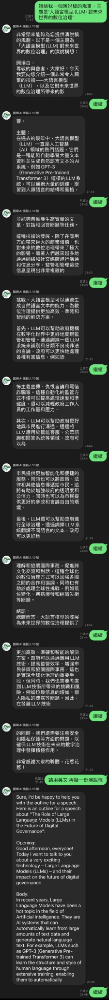 請給我一個演說槁的規畫，主
題是'大語言模型 (LLM) 對未來
世界的數位治理'
已讀 2
21:43
國網AI機器人10號
非常榮幸能夠為您提供演說稿
的規劃。以下是一個主題為
「大語言模型 (LLM) 對未來世
界的數位治理」的演說構想：
開場白：
尊敬的與會者，大家好！今天
我要向您介紹一個非常令人興
奮的技術——大語言模型
（LLM），以及它對未來世界
的數位治理所帶來的影
21:43
已讀 2
21:43
繼續
國網AI機器人10號
響。
主體：
在過去的幾年中，大語言模型
（LLM）一直是人工智慧
（AI）領域的熱門話題。它們
是一種能夠自動學習大量文本
資料並生成自然語言文本的AI
系統。例如GPT-3
（Generative Pre-trained
Transformer 3）這樣的LLM系
統，可以通過大量的訓練，學
習到人類語言的結構和風格，
21:43
已讀 2
21:43
繼續
國網AI機器人10號
並能夠自動產生高質量的文
章、對話和回答問題等任務。
這種技術的發展，除了在應用
方面帶來巨大的商業價值，也
對未來的數位治理帶來了極大
的影響。隨著人們越來越多地
通過網絡和社交媒體進行溝通
和信息分享，監管和管理這些
信息呈現出非常複雜的
21:43
已讀 2
21:43
繼續
國網AI機器人10號
挑戰。大語言模型可以通過生
成自然語言文本的能力，為數
位治理提供更加高效、準確和
智能的解決方案。
首先，LLM可以幫助政府機構
在數字化世界中更好地實現監
管和管理。通過訓練一個LLM
系統來識別和分類不良或非法
的言論，政府可以更快地處理
各種有害信息，例如恐
21:43
已讀 2
21:43
繼續
國網AI機器人10號
怖主義宣傳、仇恨言論和電信
詐騙等。這種自動化的監管方
式不僅可以提高處理速度和準
確度，還可以減輕政府工作人
員的工作量和壓力。
其次，LLM可以幫助政府更好
地與市民進行溝通。通過將
LLM應用於智能客服、公眾諮
詢和問答系統等領域，政府可
以為
21:44
已讀 2
21:44
繼續
國網AI機器人10號
市民提供更加智能化和便捷的
服務，同時也可以將政策、法
律和其他信息傳遞給市民。這
將有助於增強政府的透明度和
公信力，同時也可以為市民提
供更好的參政和言論自由的環
境。
最後，LLM還可以幫助政府進
行全球治理。通過訓練LLM系
統翻譯不同語言的文本，政府
可以更好地
21:44
已讀 2
21:44
繼續
國網AI機器人10號
理解和協調國際事務，促進跨
文化交流和對話。這種全球化
的數位治理方式可以加強各國
之間的合作和協調，同時也有
助於處理全球性挑戰，例如氣
候變化、疾病爆發和經濟失衡
等問題。
結語：
總體而言，大語言模型的發展
為未來世界的數位治理提供了
21:44
已讀 2
21:44
繼續
國網AI機器人10號
更加高效、準確和智能的解決
方案。政府可以通過應用LLM
技術，提高監管效率、增強市
民參與和協調國際事務，這也
是實現全球化治理的重要手
段。但同時，我們也需要考慮
到LLM技術所帶來的挑戰和風
險，例如垃圾信息的增加、個
人隱私的洩露等問題。因此，
在發展LLM技術
21:44
已讀 2
21:44
繼續
國網AI機器人10號
的同時，我們還需要注意安全
和隱私保護等方面的問題，以
確保LLM技術在未來的數字治
理中發揮積極作用。
非常感謝大家的聆聽，花惹花
惹！
21:44
已讀 2
21:45
請用英文 再擬一份演說槁
國網AI機器人10號
Sure, I'd be happy to help you
with the outline for a speech.
Here is an outline for a speech
about "The Role of Large
Language Models (LLMs) in
the Future of Digital
Governance":
Opening:
Good afternoon, everyone!
Today I want to talk to you
about a very exciting
technology – Large Language
Models (LLMs) – and their
impact on the future of digital
governance.
Body:
In recent years, Large
Language Models have been a
hot topic in the field of
Artificial Intelligence. They are
AI systems that can
automatically learn from large
amounts of text data and
generate natural language
text. For example, LLMs such
as GPT-3 (Generative Pre-
trained Transformer 3) can
learn the structure and style of
human language through
extensive training, enabling
them to automatically
21:45
已讀 2
21:45
繼續